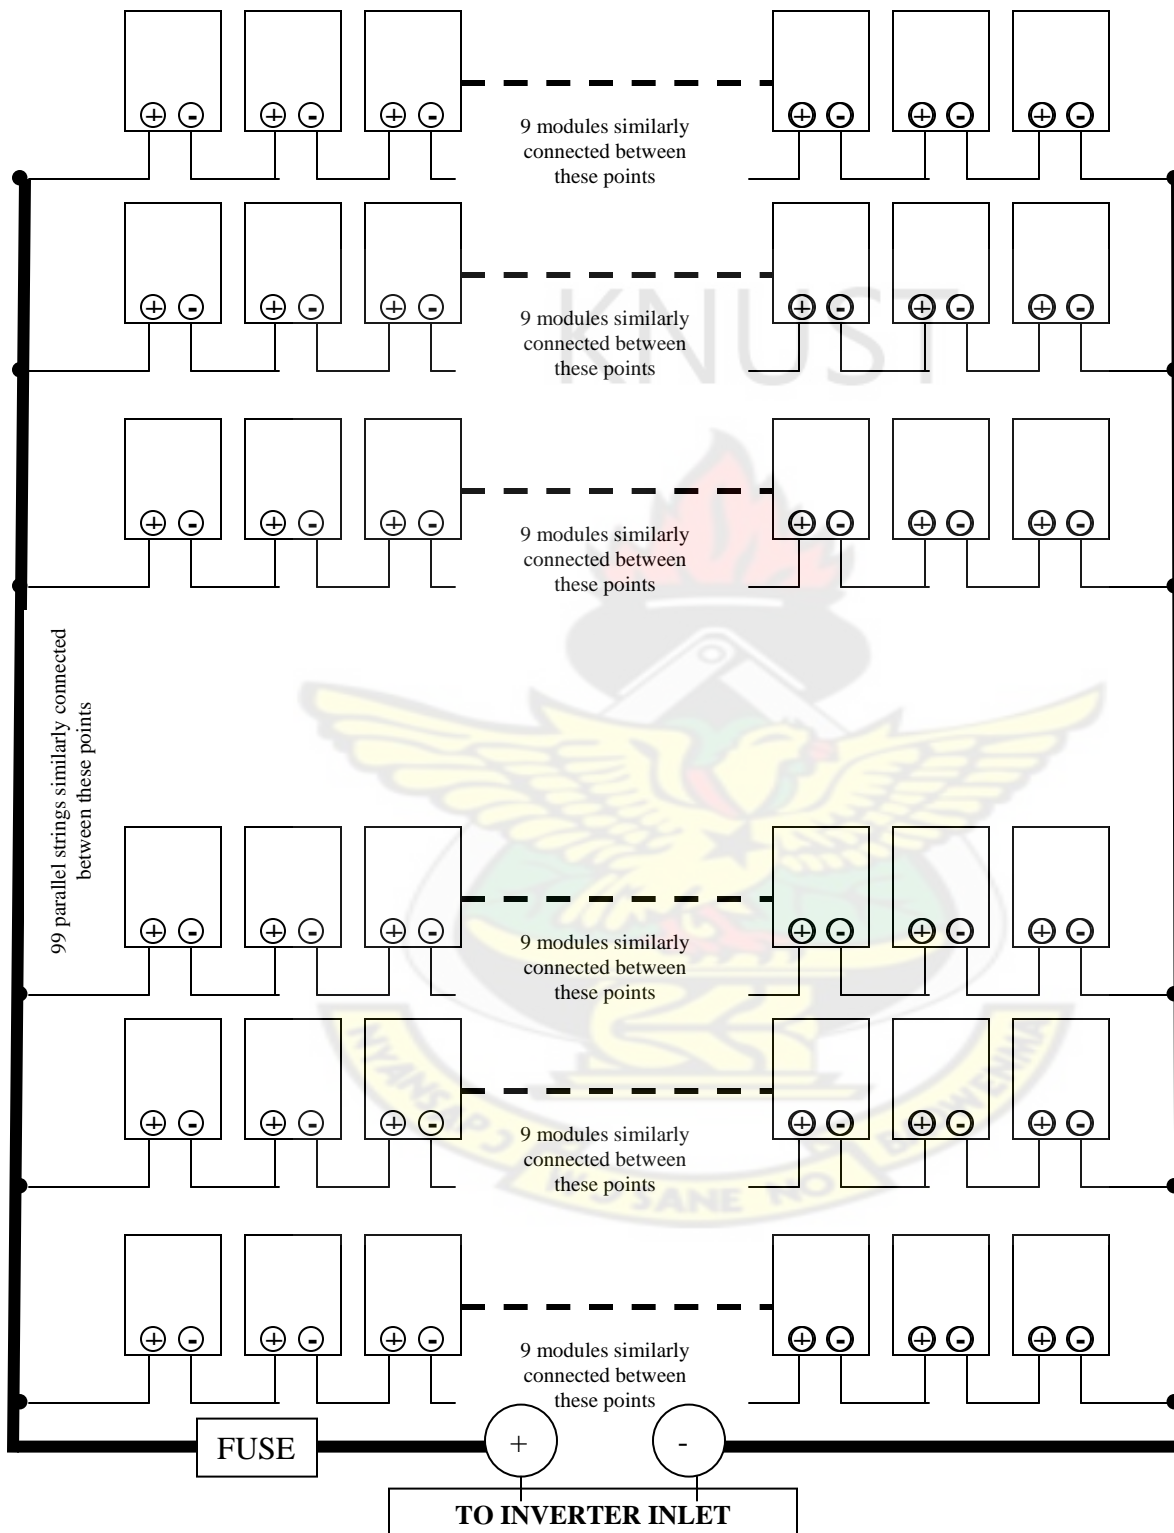 + - + - + - + - + - + -
9 modules similarly
connected between
these points
KNUST
+ - + - + - + - + - + -
9 modules similarly
connected between
these points
+ - + - + - + - + - + -
9 modules similarly
connected between
these points
99 parallel strings similarly connected
between these points
+ - + - + - + - + - + -
9 modules similarly
connected between
these points
+ - + - + - + - + - + -
9 modules similarly
connected between
these points
SANE NO
+ - + - + - + - + - + -
9 modules similarly
connected between
these points
FUSE
+ -
TO INVERTER INLET